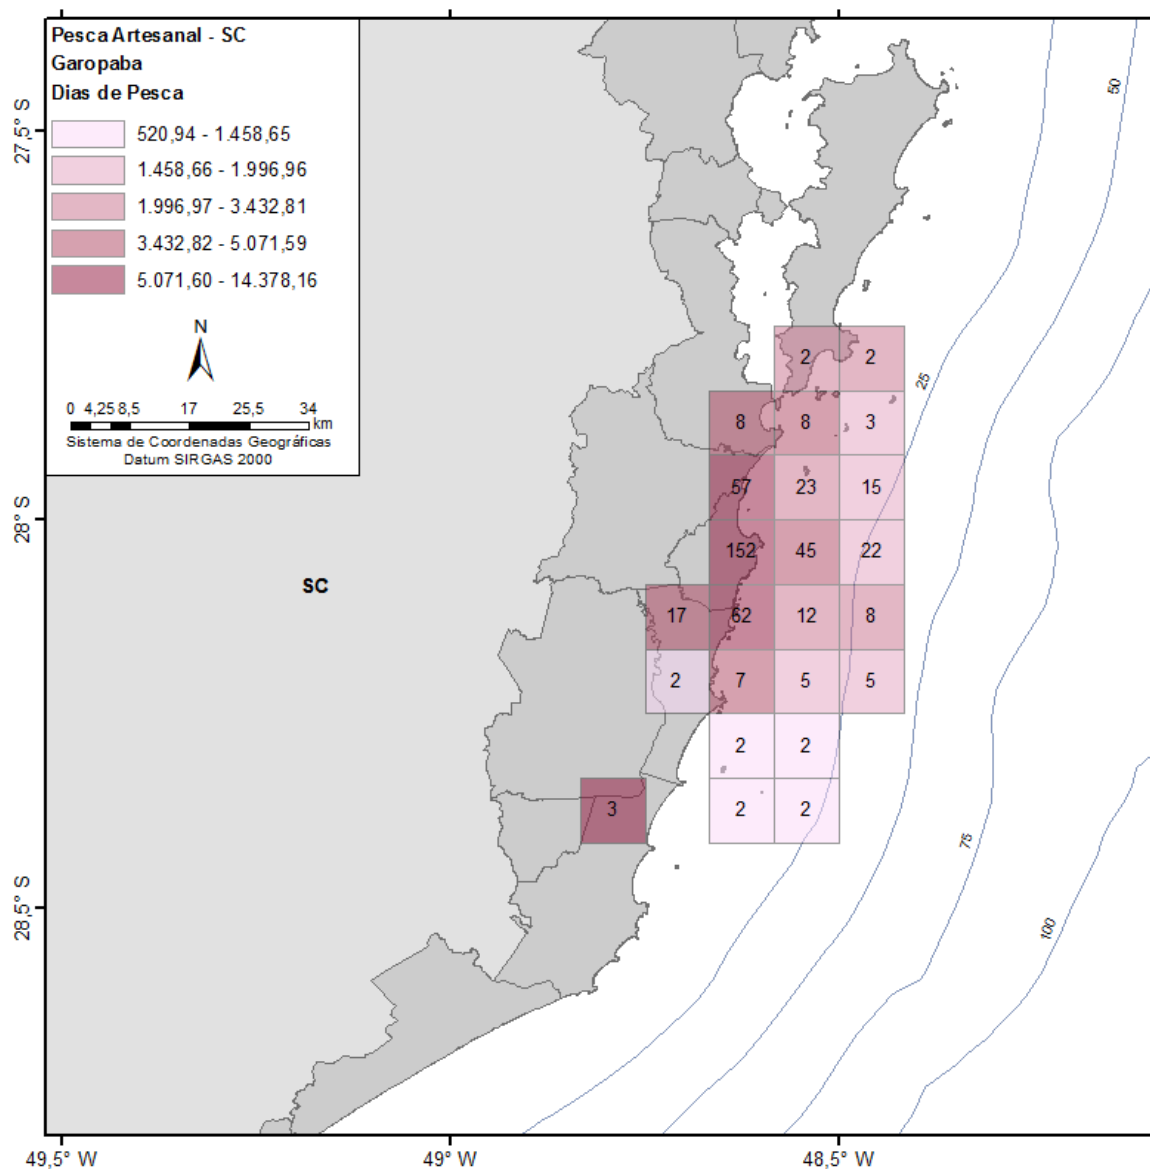 Pesca Artesanal - SC
Garopaba
Dias de Pesca
520,94 - 1.458,65
1.458,66 - 1.996,96
1.996,97 - 3.432,81
3.432,82 - 5.071,59
5.071,60 - 14.378,16
N
0 4,25 8,5 17 25,5 34
km
Sistema de Coordenadas Geográficas
Datum SIRGAS 2000
27,5° S
28° S
28,5° S
SC
50
25
2 2
8 8 3
57 23 15
152 45 22
17 62 12 8
2 7 5 5
2 2
3 2 2
75
100
49,5° W 49° W 48,5° W